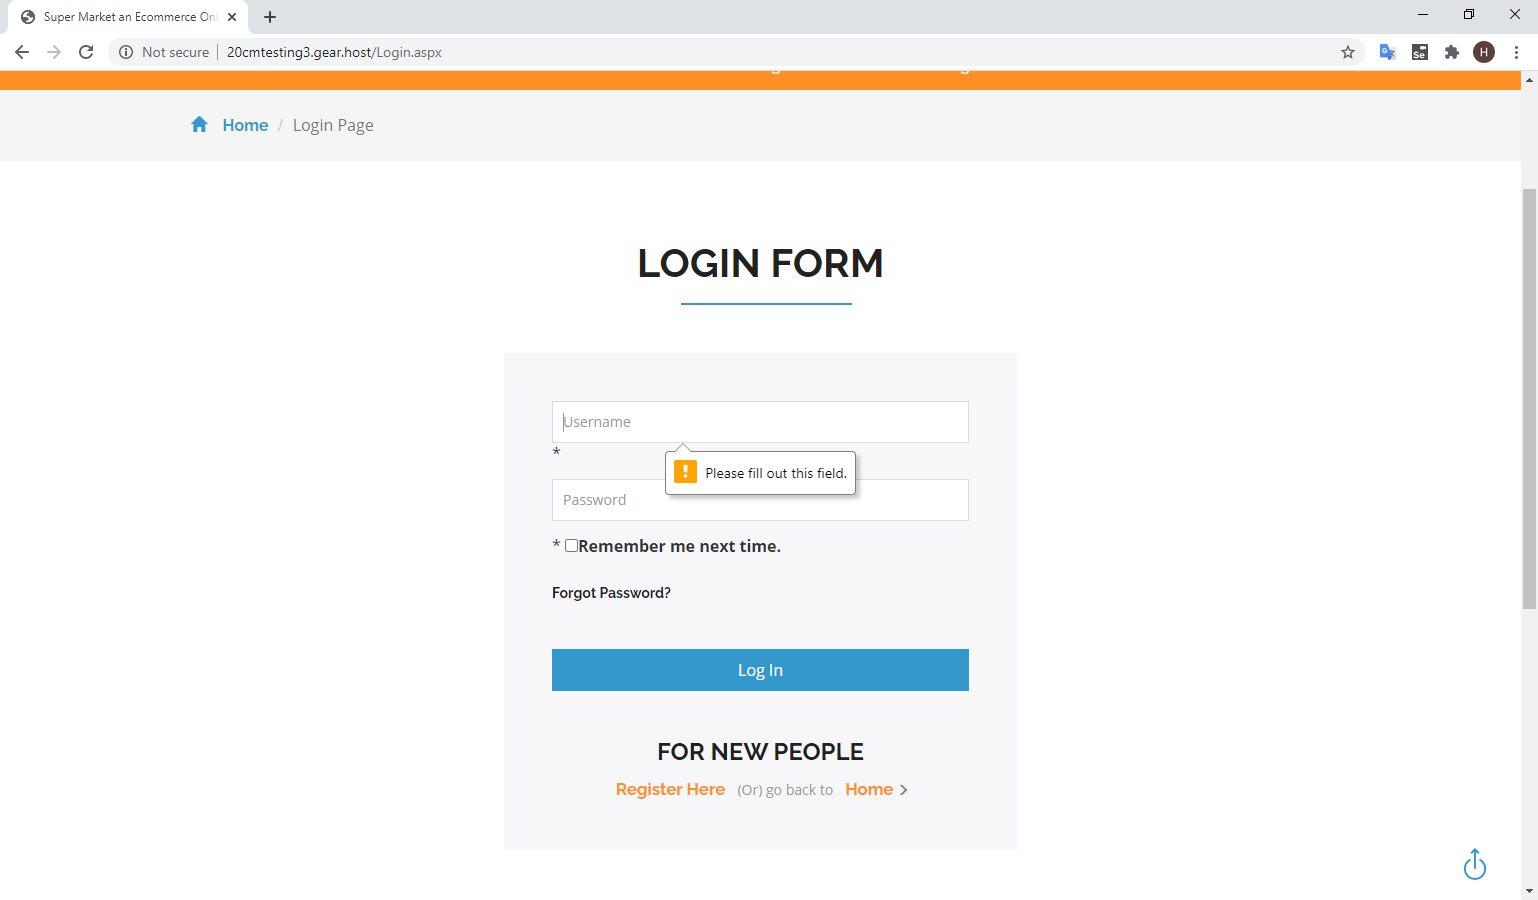 Super Market an Ecommerce Onl
Not secure
20cmtesting3.gear.host/Login.aspx
Se
H
Home / Login Page
LOGIN FORM
Username
*
Please fill out this field.
Password
* Remember me next time.
Forgot Password?
Log In
FOR NEW PEOPLE
Register Here (Or) go back to Home >